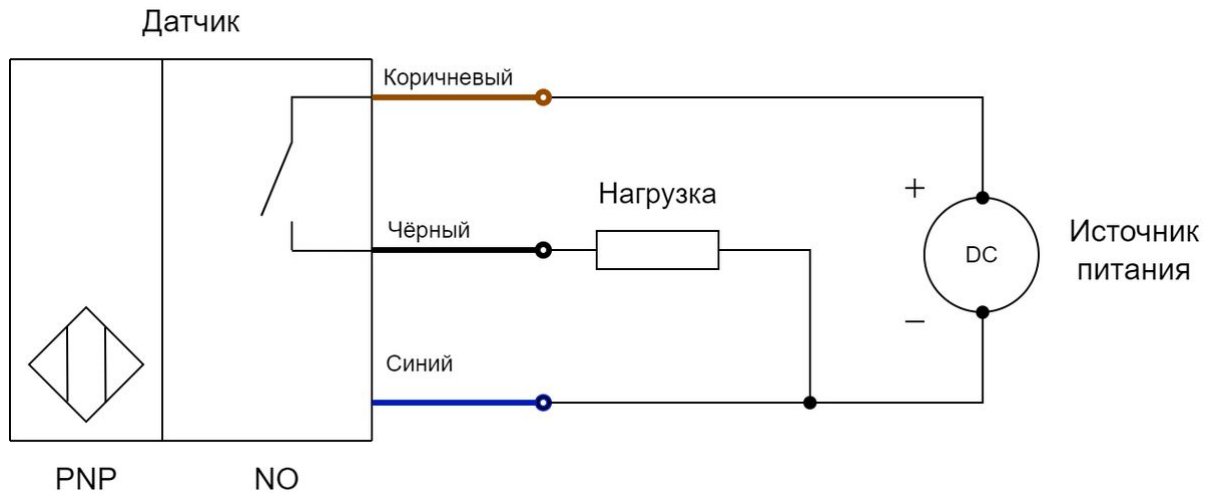 Датчик
Коричневый
Нагрузка
+
Чёрный
DC
Источник
питания
−
Синий
PNP
NO